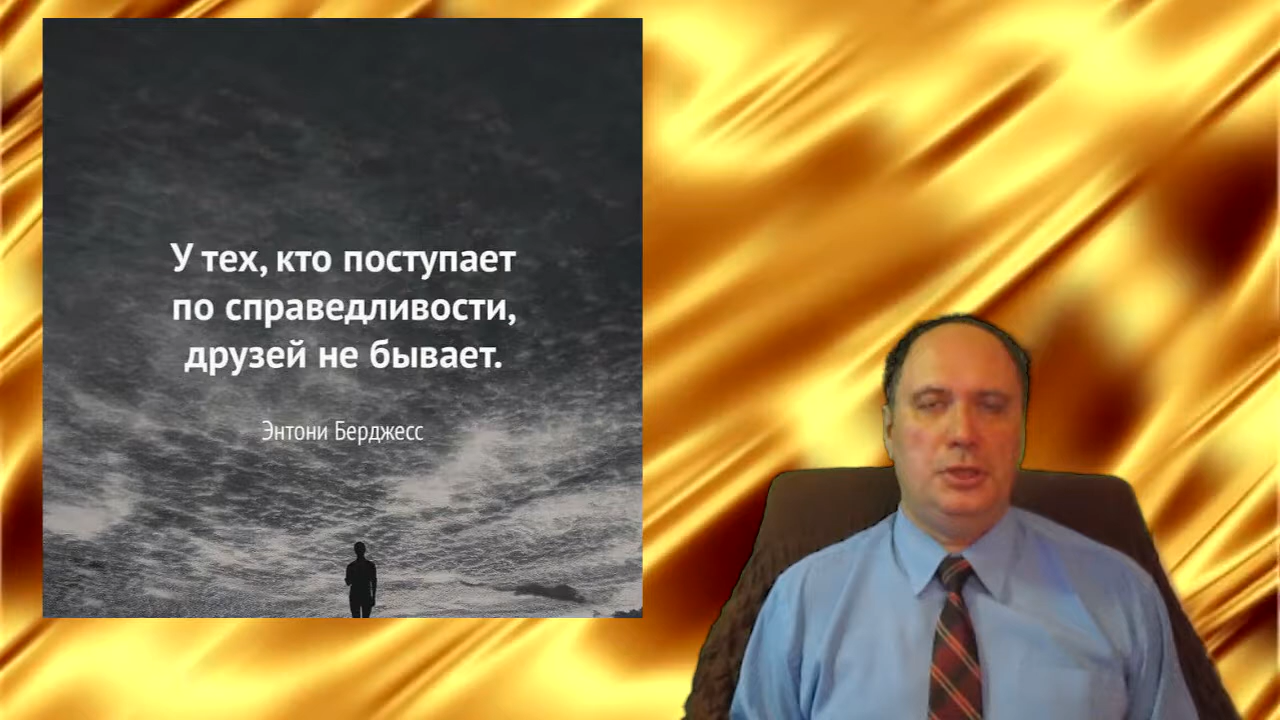 У тех, кто поступает
по справедливости,
друзей не бывает.
Энтони Берджесс